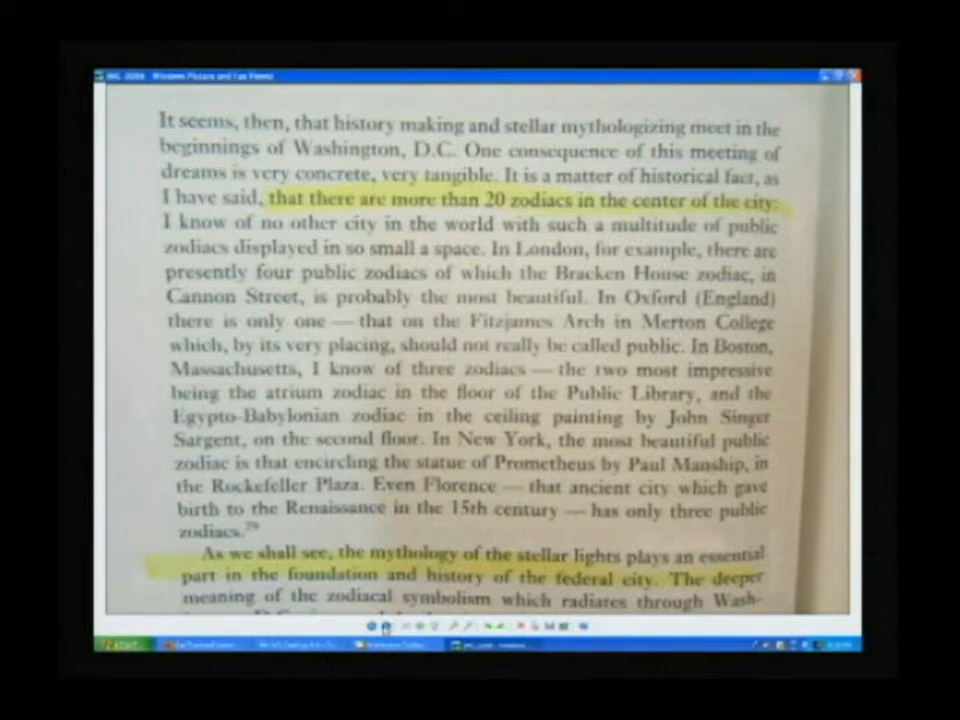 Windows Picture and Fax Viewer
It seems, then, that history making and stellar mythologizing meet in the
beginnings of Washington, D.C. One consequence of this meeting of
dreams is very concrete, very tangible. It is a matter of historical fact, as
I have said, that there are more than 20 zodiacs in the center of the city:
I know of no other city in the world with such a multitude of public
zodiacs displayed in so small a space. In London, for example, there are
presently four public zodiacs of which the Bracken House zodiac, in
Cannon Street, is probably the most beautiful. In Oxford (England)
there is only one — that on the Fitzjames Arch in Merton College
which, by its very placing, should not really be called public. In Boston,
Massachusetts, I know of three zodiacs — the two most impressive
being the atrium zodiac in the floor of the Public Library, and the
Egypto-Babylonian zodiac in the ceiling painting by John Singer
Sargent, on the second floor. In New York, the most beautiful public
zodiac is that encircling the statue of Prometheus by Paul Manship, in
the Rockefeller Plaza. Even Florence — that ancient city which gave
birth to the Renaissance in the 15th century — has only three public
zodiacs.
As we shall see, the mythology of the stellar lights plays an essential
part in the foundation and history of the federal city. The deeper
meaning of the zodiacal symbolism which radiates through Wash-
start